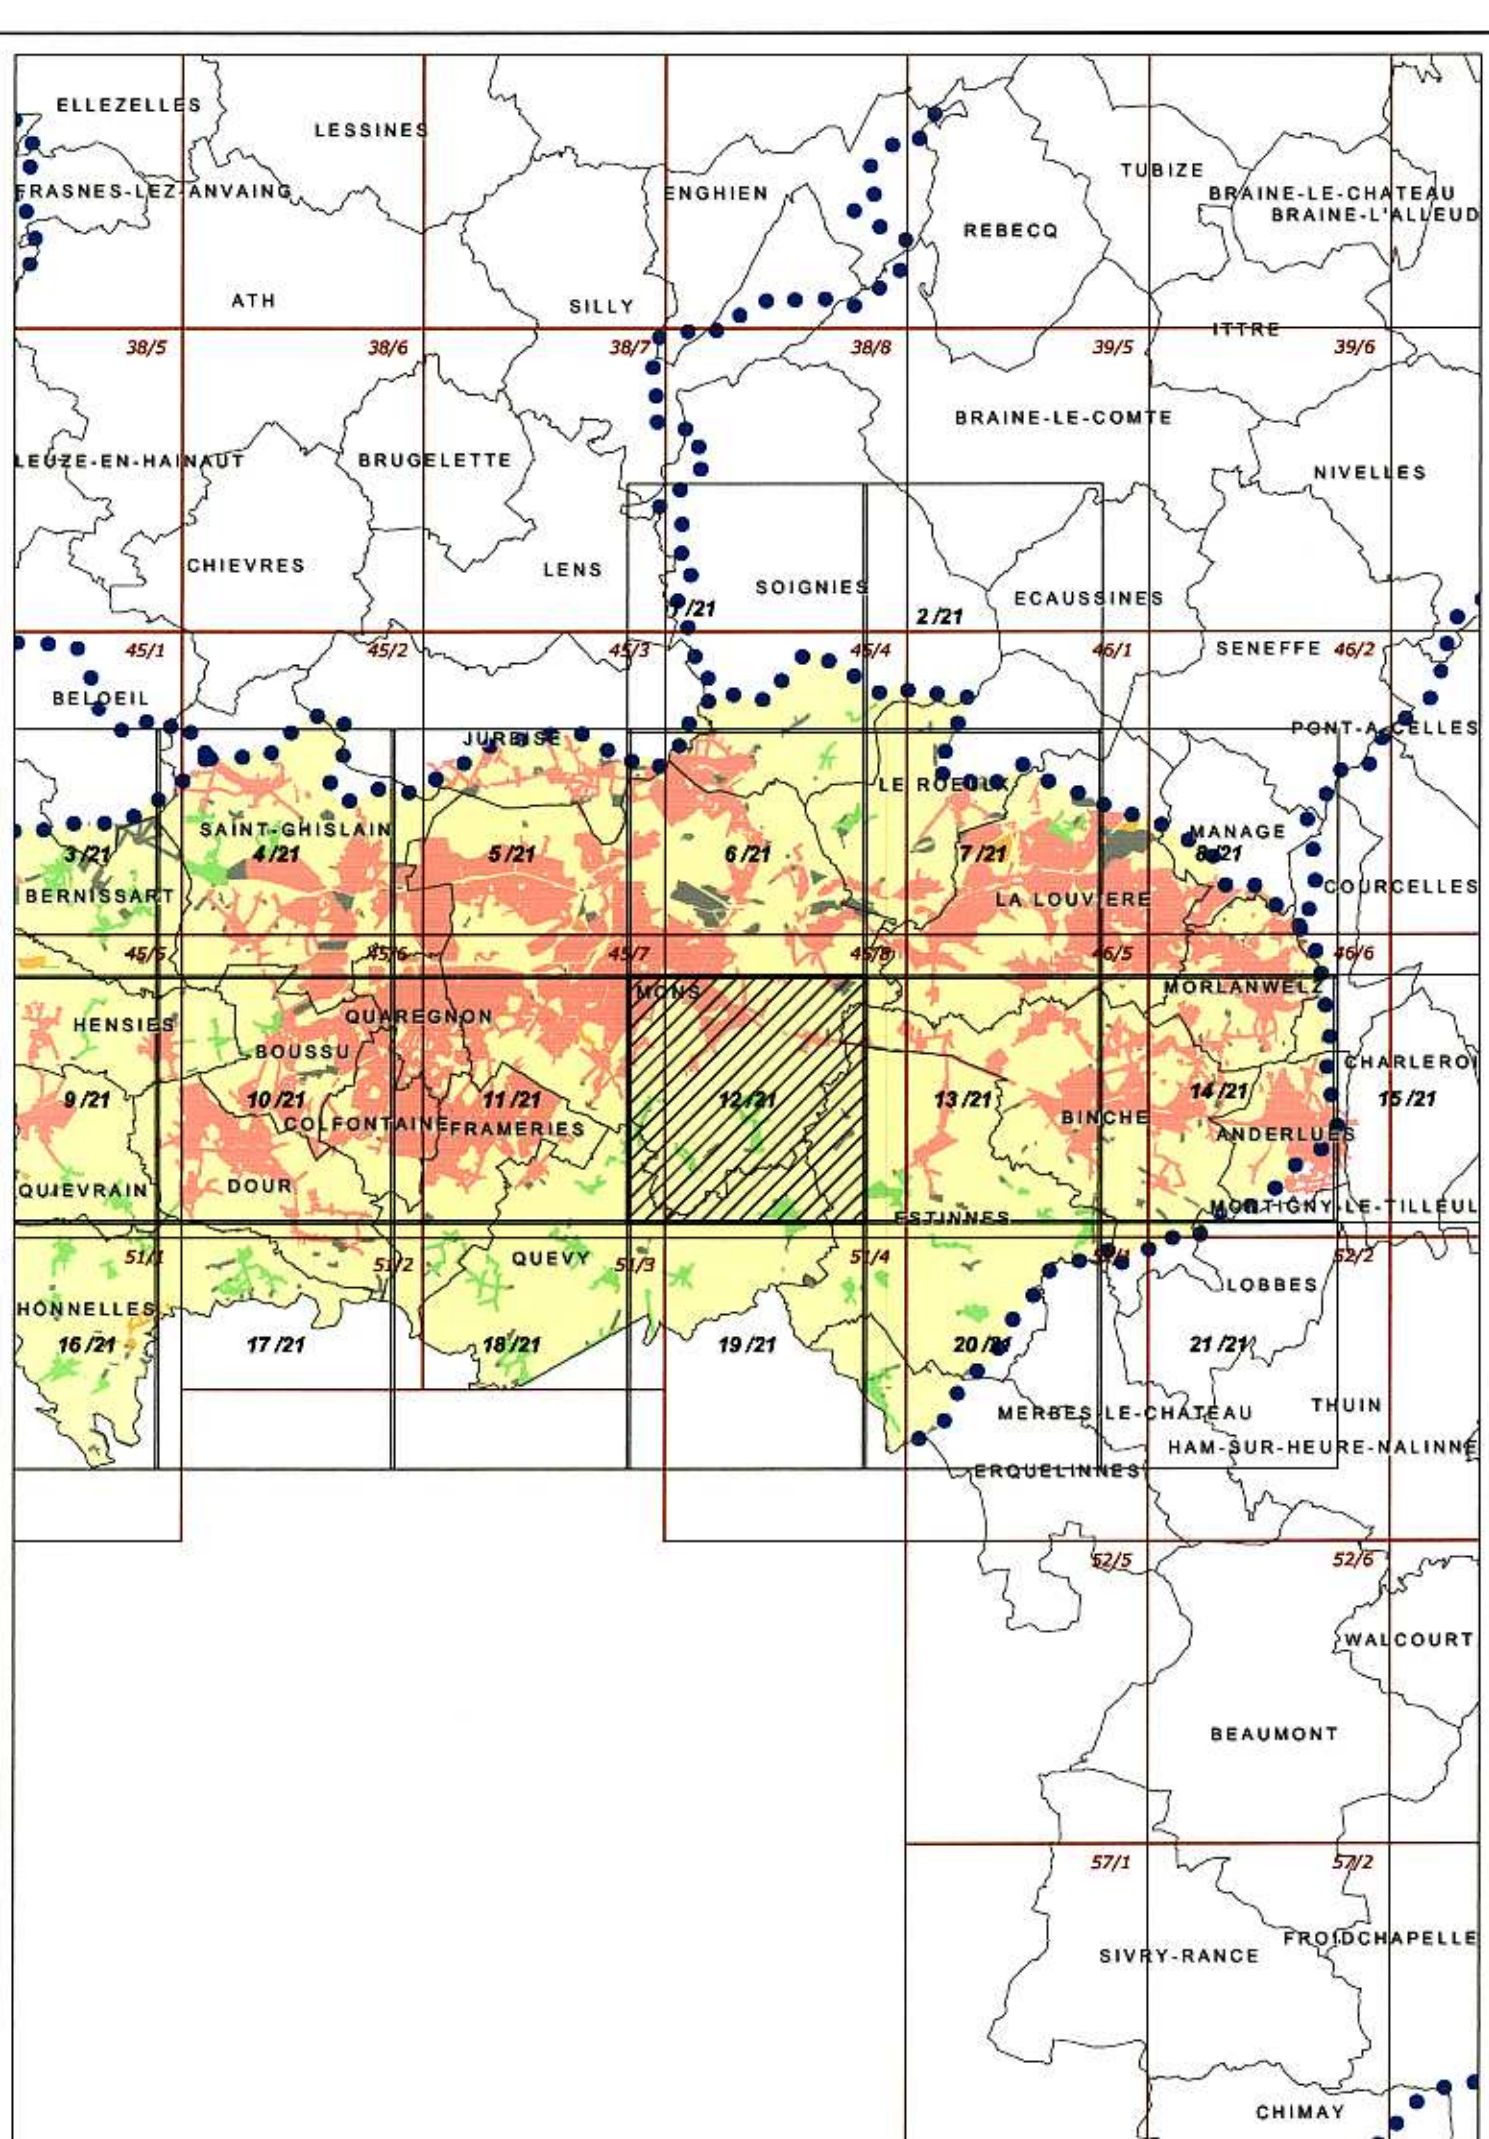 ELLEZELLES
LESSINES
TUBIZE
FRASNES-LEZ-ANVAING
ENGHIEN
BRAINE-LE-CHATEAU
BRAINE-L'ALLEUD
REBECQ
ATH
SILLY
ITTRE
38/5
38/6
38/7
38/8
39/5
39/6
BRAINE-LE-COMTE
LEUZE-EN-HAINAUT
BRUGELETTE
NIVELLES
CHIEVRES
LENS
SOIGNIES
ECAUSSINES
1/21
2/21
45/1
45/2
45/3
45/4
46/1
SENEFFE
46/2
BELOEIL
PONT-A-CELLES
JURBISE
LE ROEULX
SAINT-GHISLAIN
MANAGE
3/21
4/21
5/21
6/21
7/21
8/21
BERNISSART
LA LOUVIERE
COURCELLES
45/5
45/6
45/7
45/8
46/5
46/6
MONS
MORLANWELZ
HENSIES
QUAREGNON
BOUSSU
CHARLEROI
9/21
10/21
11/21
12/21
13/21
14/21
15/21
COLFONTAINE
FRAMERIES
BINCHE
ANDERLUES
QUIEVRAIN
DOUR
MONTIGNY-LE-TILLEUL
ESTINNES
51/1
51/2
QUEVY
51/3
51/4
52/1
52/2
LOBBES
HONNELLES
16/21
17/21
18/21
19/21
20/21
21/21
MERBES-LE-CHATEAU
THUIN
HAM-SUR-HEURE-NALINNE
ERQUELINNES
52/5
52/6
WALCOURT
BEAUMONT
57/1
57/2
FROIDCHAPELLE
SIVRY-RANCE
CHIMAY